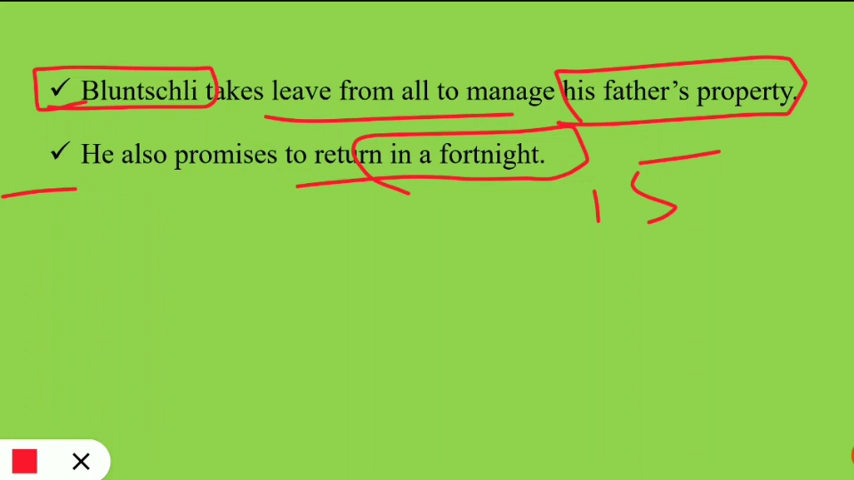 ✓ Bluntschli takes leave from all to manage his father's property.
✓ He also promises to return in a fortnight.
15